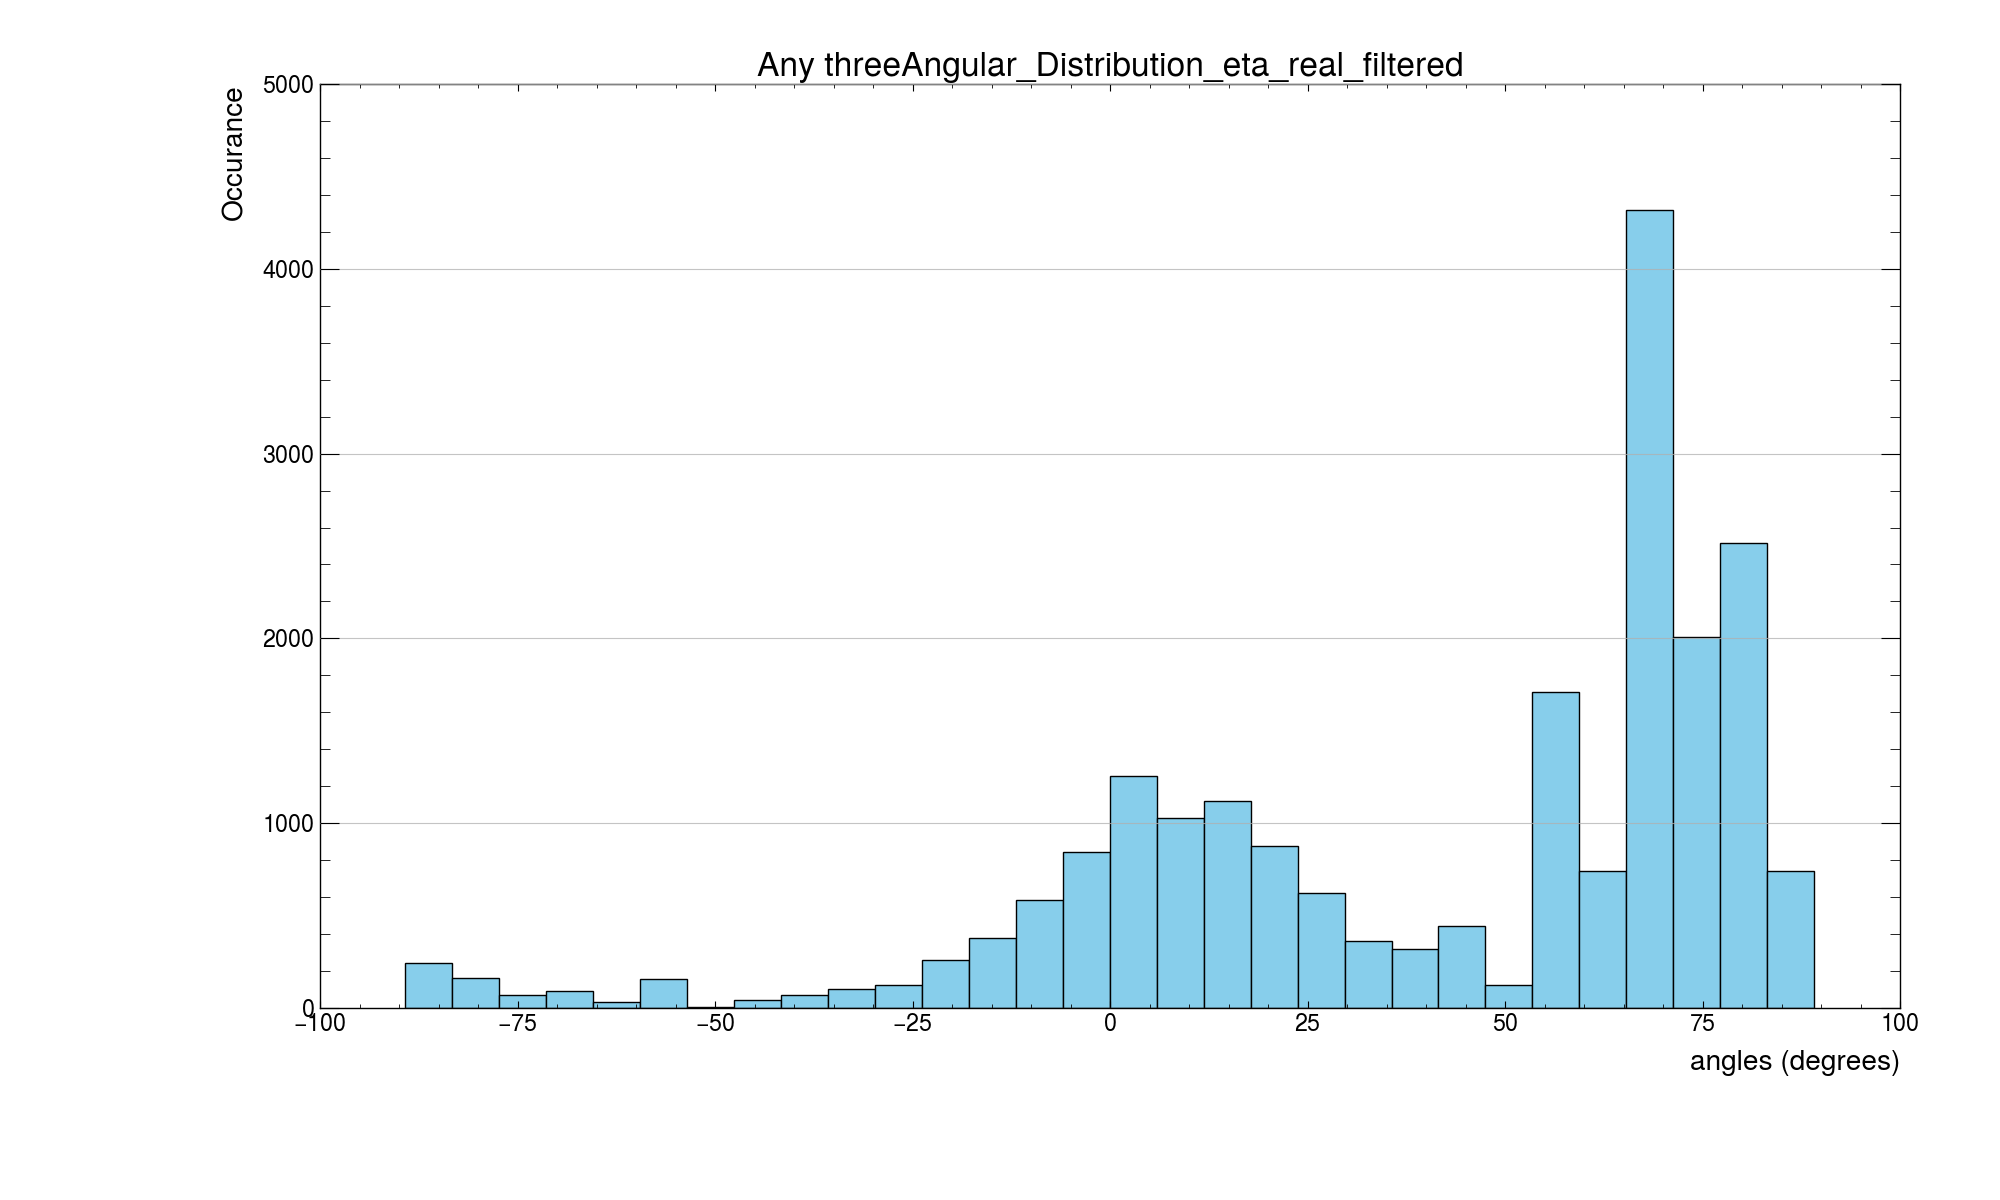 Any threeAngular_Distribution_eta_real_filtered
Occurance
5000
4000
3000
2000
1000
0
−100 −75 −50 −25 0 25 50 75 100
angles (degrees)